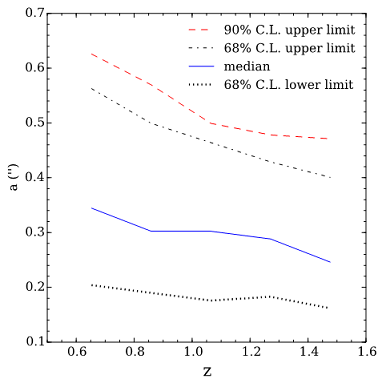 0.7
90% C.L. upper limit
68% C.L. upper limit
median
68% C.L. lower limit
0.6
0.5
0.4
0.3
0.2
0.1
a (")
0.6 0.8 1.0 1.2 1.4 1.6
z